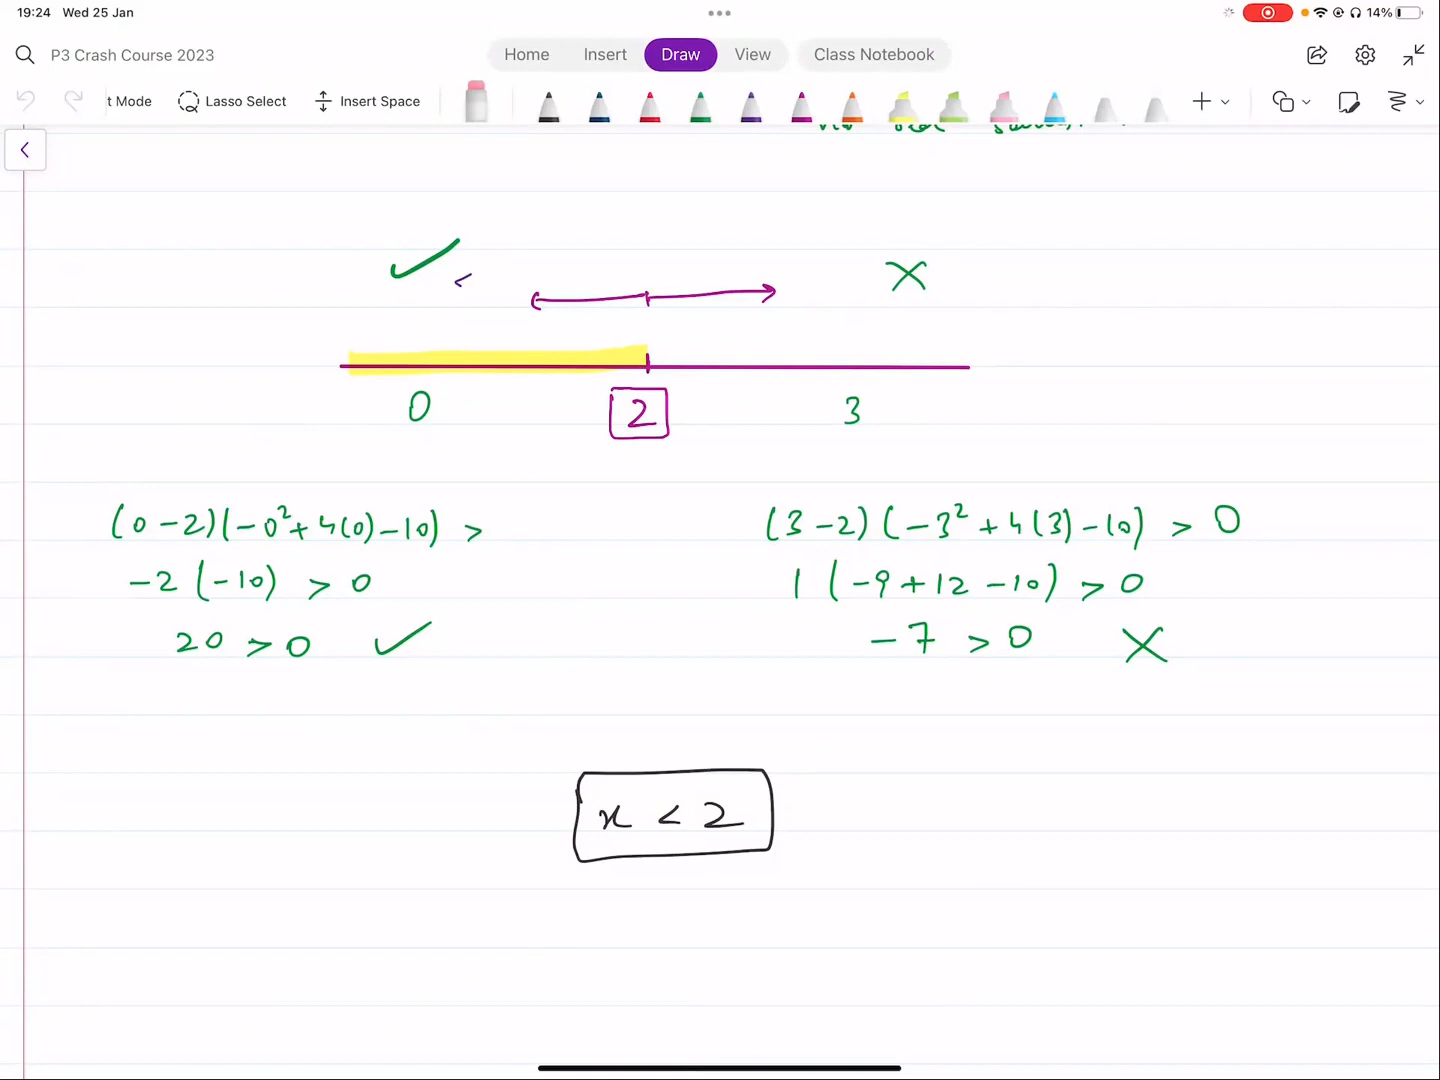 19:24 Wed 25 Jan
14%
P3 Crash Course 2023
Home Insert Draw View Class Notebook
t Mode Lasso Select Insert Space
✓ < X
0 2 3
(0-2)(-0²+4(0)-10) >
(3-2)(-3²+4(3)-10) > 0
-2(-10) > 0
1(-9+12-10) > 0
20 > 0 ✓
-7 > 0 X
x < 2